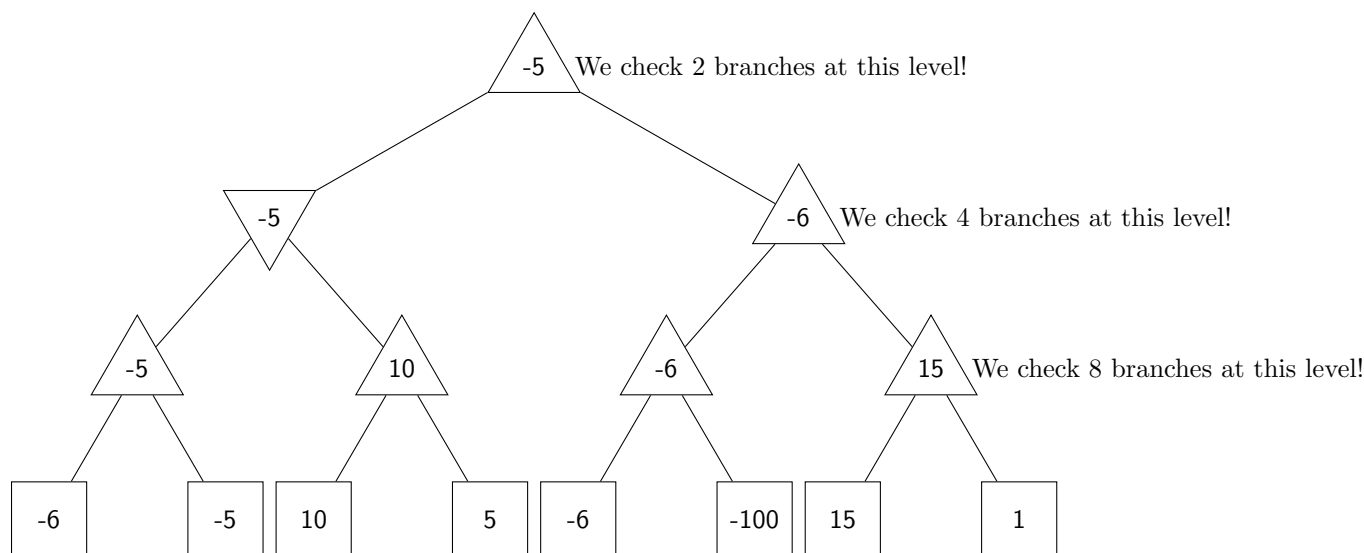 -5 We check 2 branches at this level!
-5 -6 We check 4 branches at this level!
-5 10 -6 15 We check 8 branches at this level!
-6 -5 10 5 -6 -100 15 1